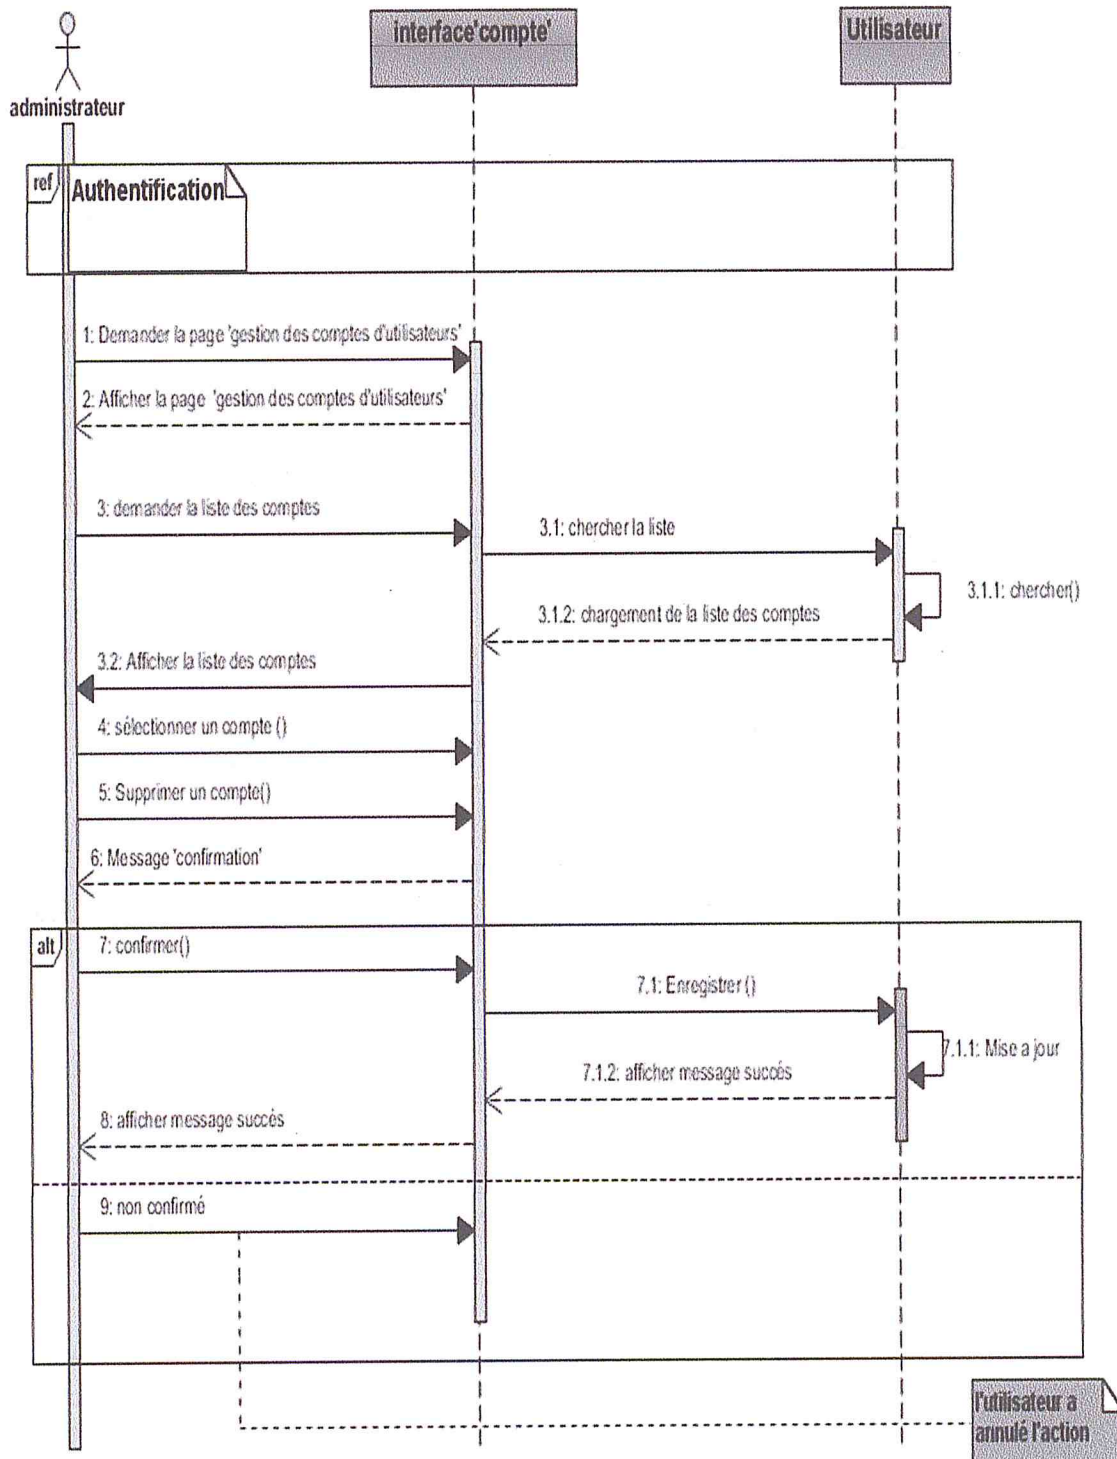 interface'compte'
Utilisateur
administrateur
ref
Authentification
1: Demander la page 'gestion des comptes d'utilisateurs'
2: Afficher la page 'gestion des comptes d'utilisateurs'
3: demander la liste des comptes
3.1: chercher la liste
3.1.1: chercher()
3.1.2: chargement de la liste des comptes
3.2: Afficher la liste des comptes
4: sélectionner un compte ()
5: Supprimer un compte()
6: Message 'confirmation'
alt
7: confirmer()
7.1: Enregistrer ()
7.1.1: Mise a jour
7.1.2: afficher message succés
8: afficher message succés
9: non confirmé
l'utilisateur a
annulé l'action